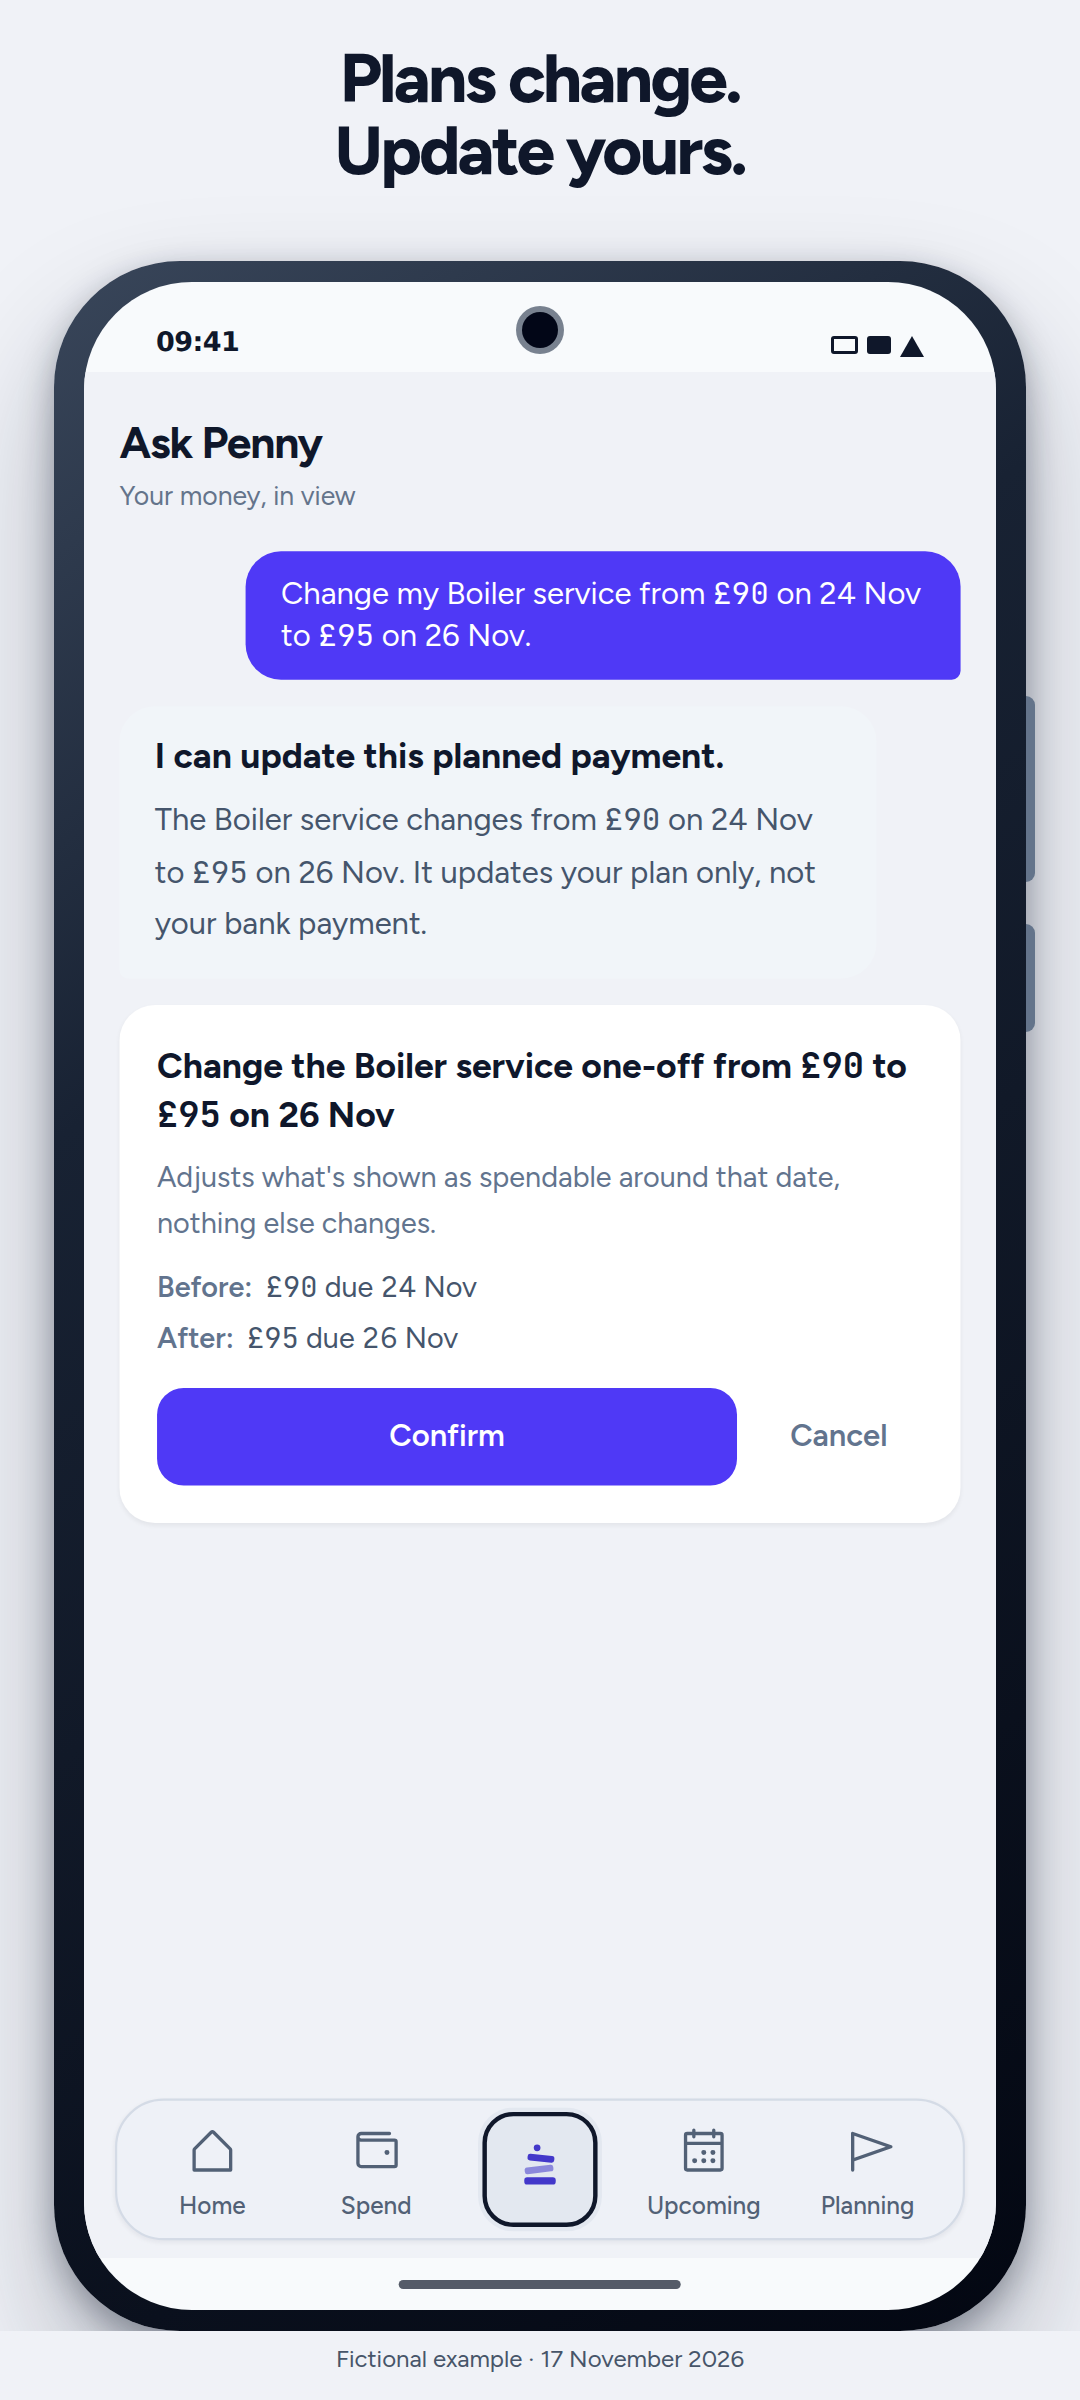 Plans change.
Update yours.
09:41
Ask Penny
Your money, in view
Change my Boiler service from £90 on 24 Nov
to £95 on 26 Nov.
I can update this planned payment.
The Boiler service changes from £90 on 24 Nov
to £95 on 26 Nov. It updates your plan only, not
your bank payment.
Change the Boiler service one-off from £90 to
£95 on 26 Nov
Adjusts what's shown as spendable around that date,
nothing else changes.
Before: £90 due 24 Nov
After: £95 due 26 Nov
Confirm
Cancel
Home
Spend
Upcoming
Planning
Fictional example · 17 November 2026